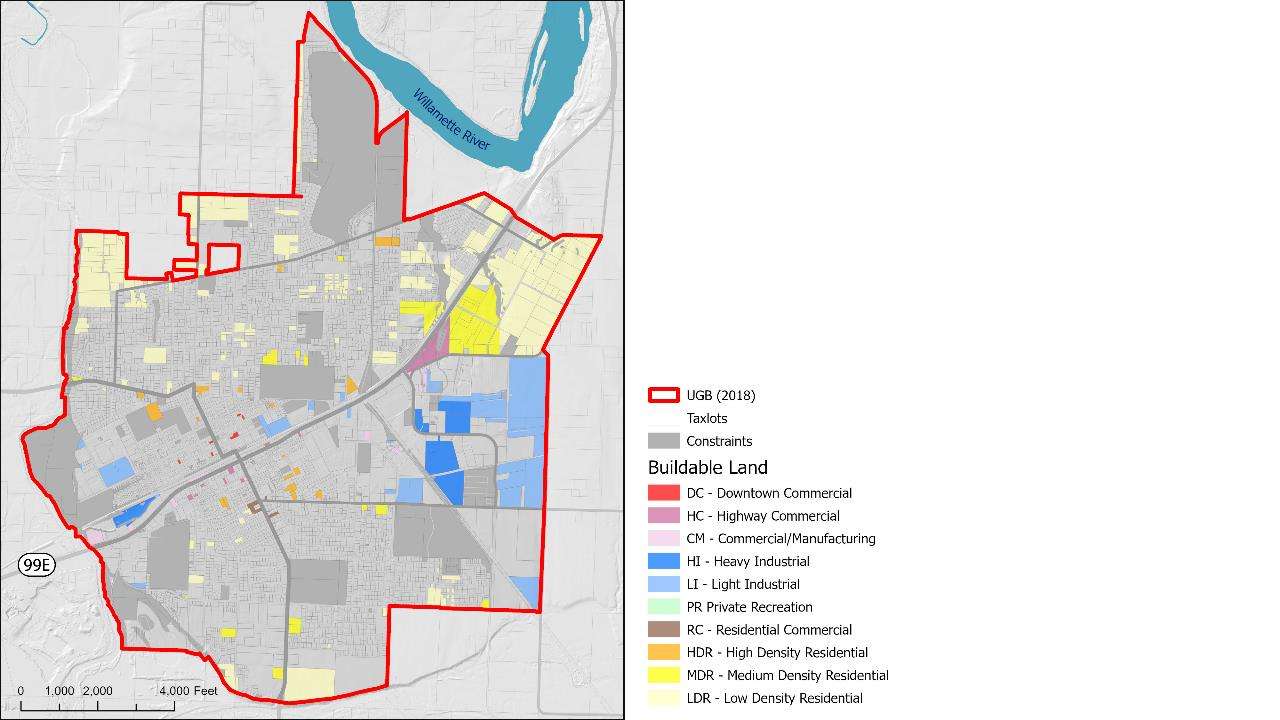 Willamette River
99E
0 1,000 2,000 4,000 Feet
UGB (2018)
Taxlots
Constraints
Buildable Land
DC - Downtown Commercial
HC - Highway Commercial
CM - Commercial/Manufacturing
HI - Heavy Industrial
LI - Light Industrial
PR Private Recreation
RC - Residential Commercial
HDR - High Density Residential
MDR - Medium Density Residential
LDR - Low Density Residential